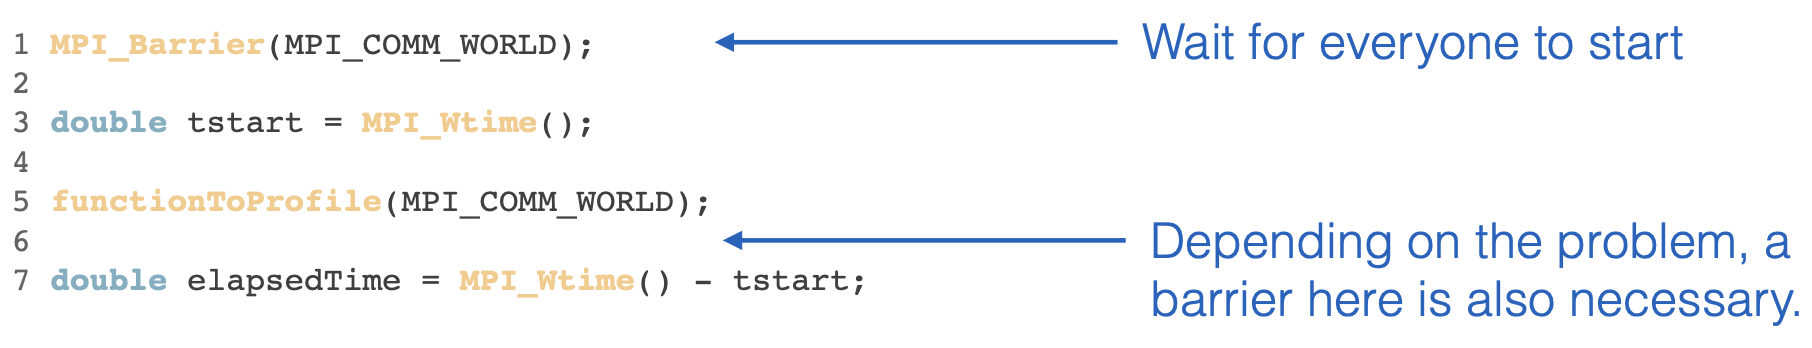 1 MPI_Barrier(MPI_COMM_WORLD);
Wait for everyone to start
2
3 double tstart = MPI_Wtime();
4
5 functionToProfile(MPI_COMM_WORLD);
6
Depending on the problem, a
7 double elapsedTime = MPI_Wtime() - tstart;
barrier here is also necessary.